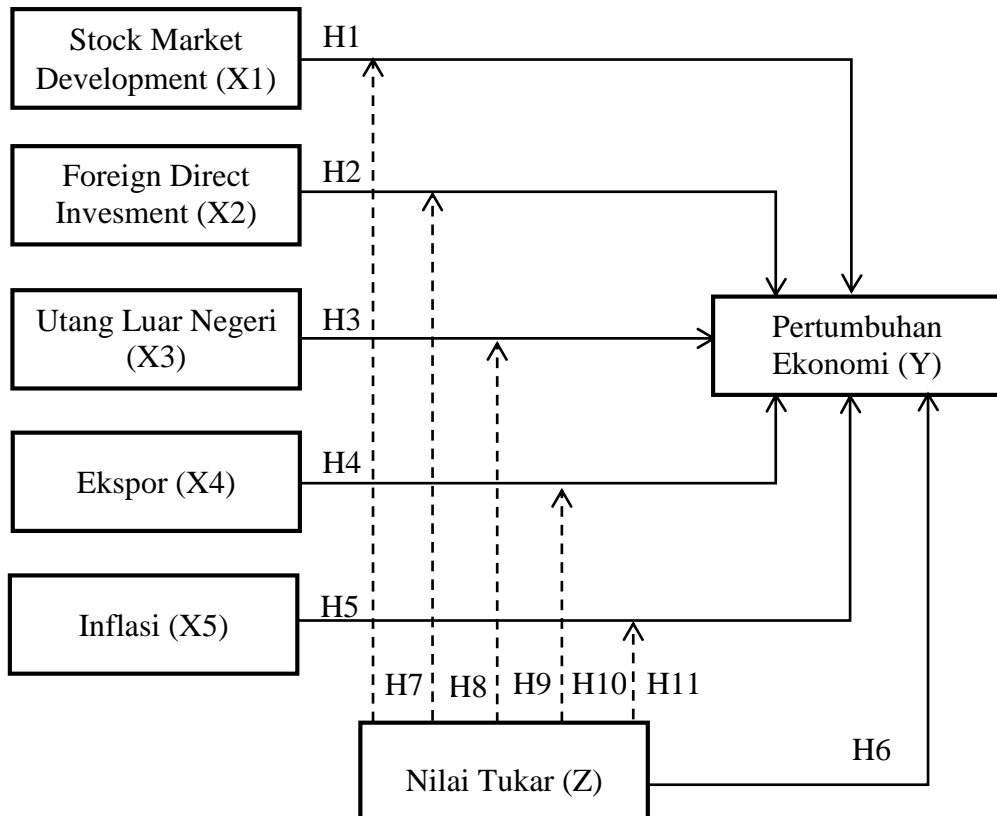 Stock Market
Development (X1)
H1
Foreign Direct
Invesment (X2)
H2
Utang Luar Negeri
(X3)
H3
Pertumbuhan
Ekonomi (Y)
Ekspor (X4)
H4
Inflasi (X5)
H5
H7
H8
H9
H10
H11
Nilai Tukar (Z)
H6